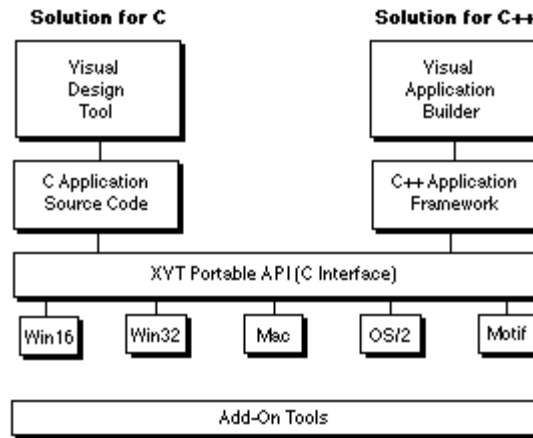 Solution for C
Solution for C++
Visual
Design
Tool
Visual
Application
Builder
C Application
Source Code
C++ Application
Framework
XVT Portable API (C Interface)
Win16
Win32
Mac
OS/2
Motif
Add-On Tools